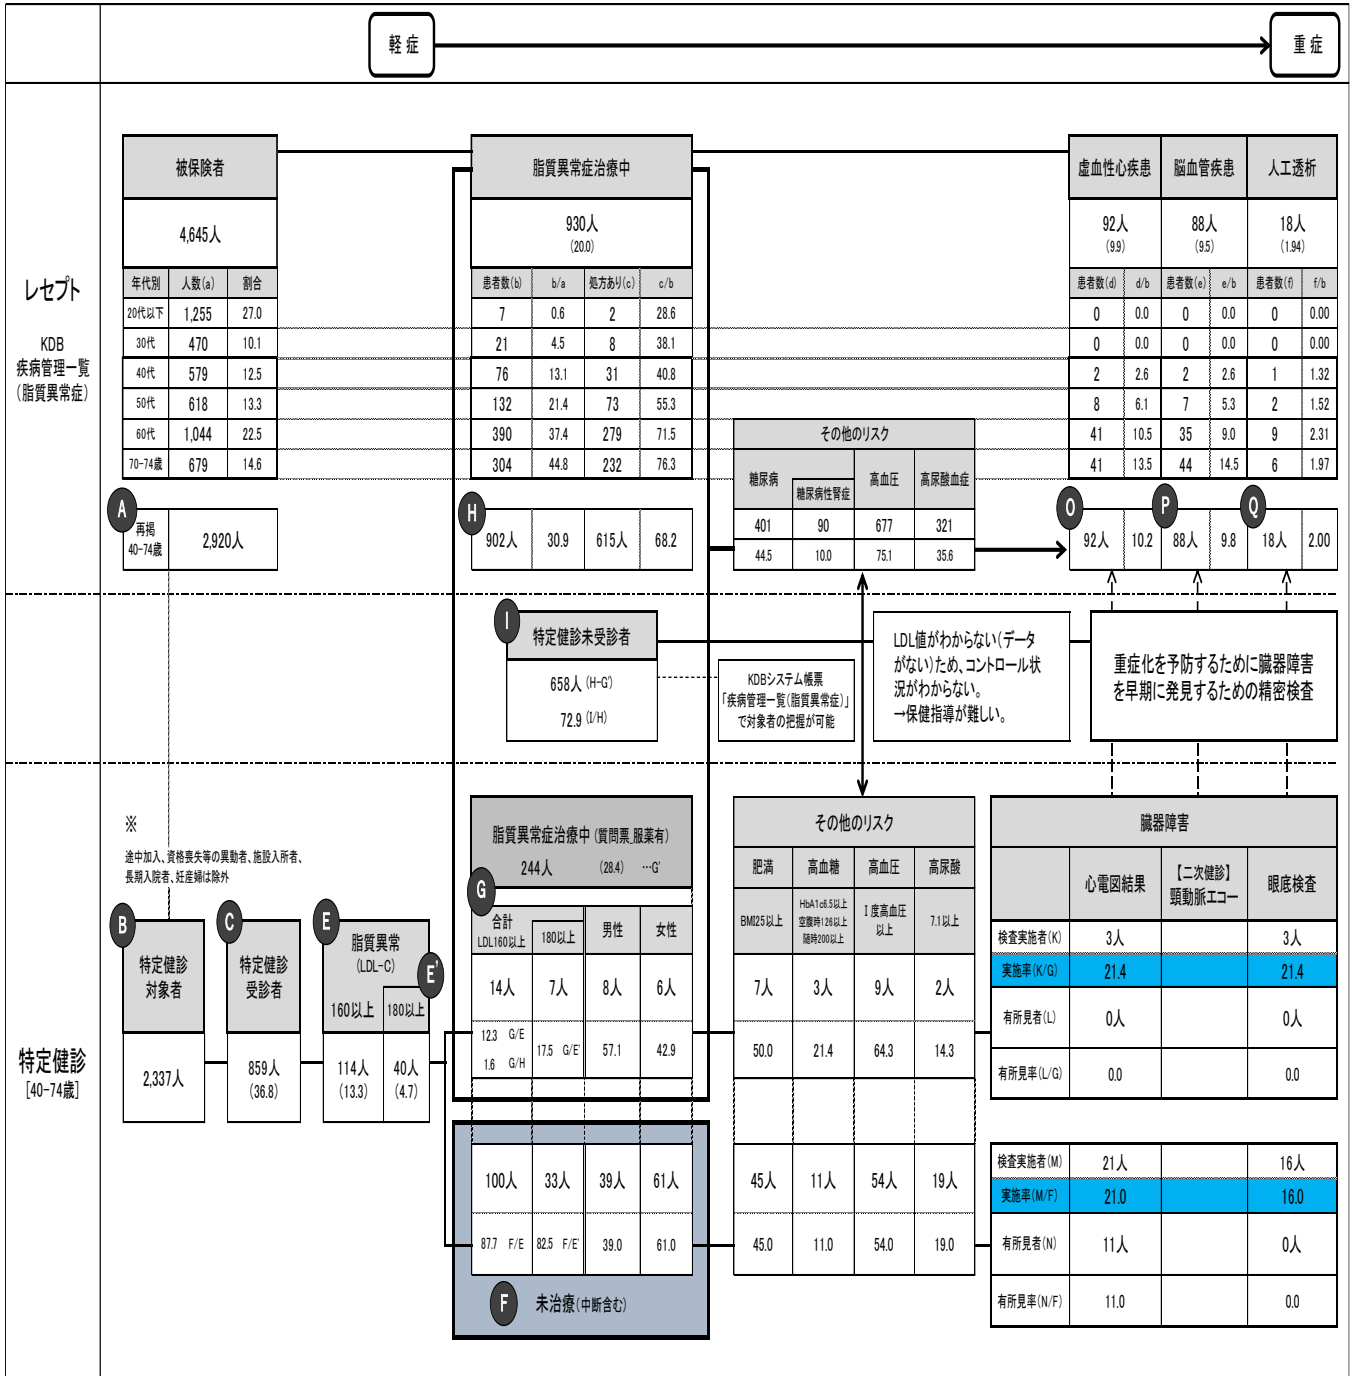 軽症
重症
レセプト
KDB
疾病管理一覧
(脂質異常症)
被保険者
4,645人
年代別 人数(a) 割合
20代以下 1,255 27.0
30代 470 10.1
40代 579 12.5
50代 618 13.3
60代 1,044 22.5
70-74歳 679 14.6
A
再掲
40-74歳
2,920人
脂質異常症治療中
930人
(20.0)
患者数(b) b/a 処方あり(c) c/b
7 0.6 2 28.6
21 4.5 8 38.1
76 13.1 31 40.8
132 21.4 73 55.3
390 37.4 279 71.5
304 44.8 232 76.3
H
902人 30.9 615人 68.2
その他のリスク
糖尿病 糖尿病性腎症 高血圧 高尿酸血症
401 90 677 321
44.5 10.0 75.1 35.6
虚血性心疾患 脳血管疾患 人工透析
92人 88人 18人
(9.9) (9.5) (1.94)
患者数(d) d/b 患者数(e) e/b 患者数(f) f/b
0 0.0 0 0.0 0 0.00
0 0.0 0 0.0 0 0.00
2 2.6 2 2.6 1 1.32
8 6.1 7 5.3 2 1.52
41 10.5 35 9.0 9 2.31
41 13.5 44 14.5 6 1.97
O P Q
92人 10.2 88人 9.8 18人 2.00
I
特定健診未受診者
658人 (H-G')
72.9 (I/H)
KDBシステム帳票
「疾病管理一覧(脂質異常症)」
で対象者の把握が可能
LDL値がわからない(データ
がない)ため、コントロール状
況がわからない。
→保健指導が難しい。
重症化を予防するために臓器障害
を早期に発見するための精密検査
特定健診
[40-74歳]
※
途中加入、資格喪失等の異動者、施設入所者、
長期入院者、妊産婦は除外
B
特定健診
対象者
2,337人
C
特定健診
受診者
859人
(36.8)
E
脂質異常
(LDL-C)
E'
160以上 180以上
114人 40人
(13.3) (4.7)
脂質異常症治療中 (質問票_服薬有)
244人 (28.4) …G'
G
合計
LDL160以上 180以上 男性 女性
14人 7人 8人 6人
12.3 G/E
1.6 G/H
17.5 G/E' 57.1 42.9
100人 33人 39人 61人
87.7 F/E 82.5 F/E' 39.0 61.0
F 未治療(中断含む)
その他のリスク
肥満 高血糖 高血圧 高尿酸
BMI25以上
HbA1c6.5以上
空腹時126以上
随時200以上
Ⅰ度高血圧
以上
7.1以上
7人 3人 9人 2人
50.0 21.4 64.3 14.3
45人 11人 54人 19人
45.0 11.0 54.0 19.0
臓器障害
心電図結果
【二次健診】
頸動脈エコー
眼底検査
検査実施者(K) 3人 3人
実施率(K/G) 21.4 21.4
有所見者(L) 0人 0人
有所見率(L/G) 0.0 0.0
検査実施者(M) 21人 16人
実施率(M/F) 21.0 16.0
有所見者(N) 11人 0人
有所見率(N/F) 11.0 0.0